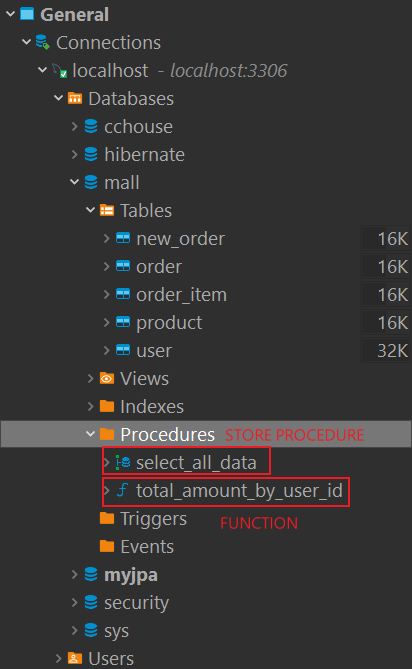 General
Connections
localhost - localhost:3306
Databases
cchouse
hibernate
mall
Tables
new_order 16K
order 16K
order_item 16K
product 16K
user 32K
Views
Indexes
Procedures STORE PROCEDURE
select_all_data
total_amount_by_user_id
Triggers FUNCTION
Events
myjpa
security
sys
Users